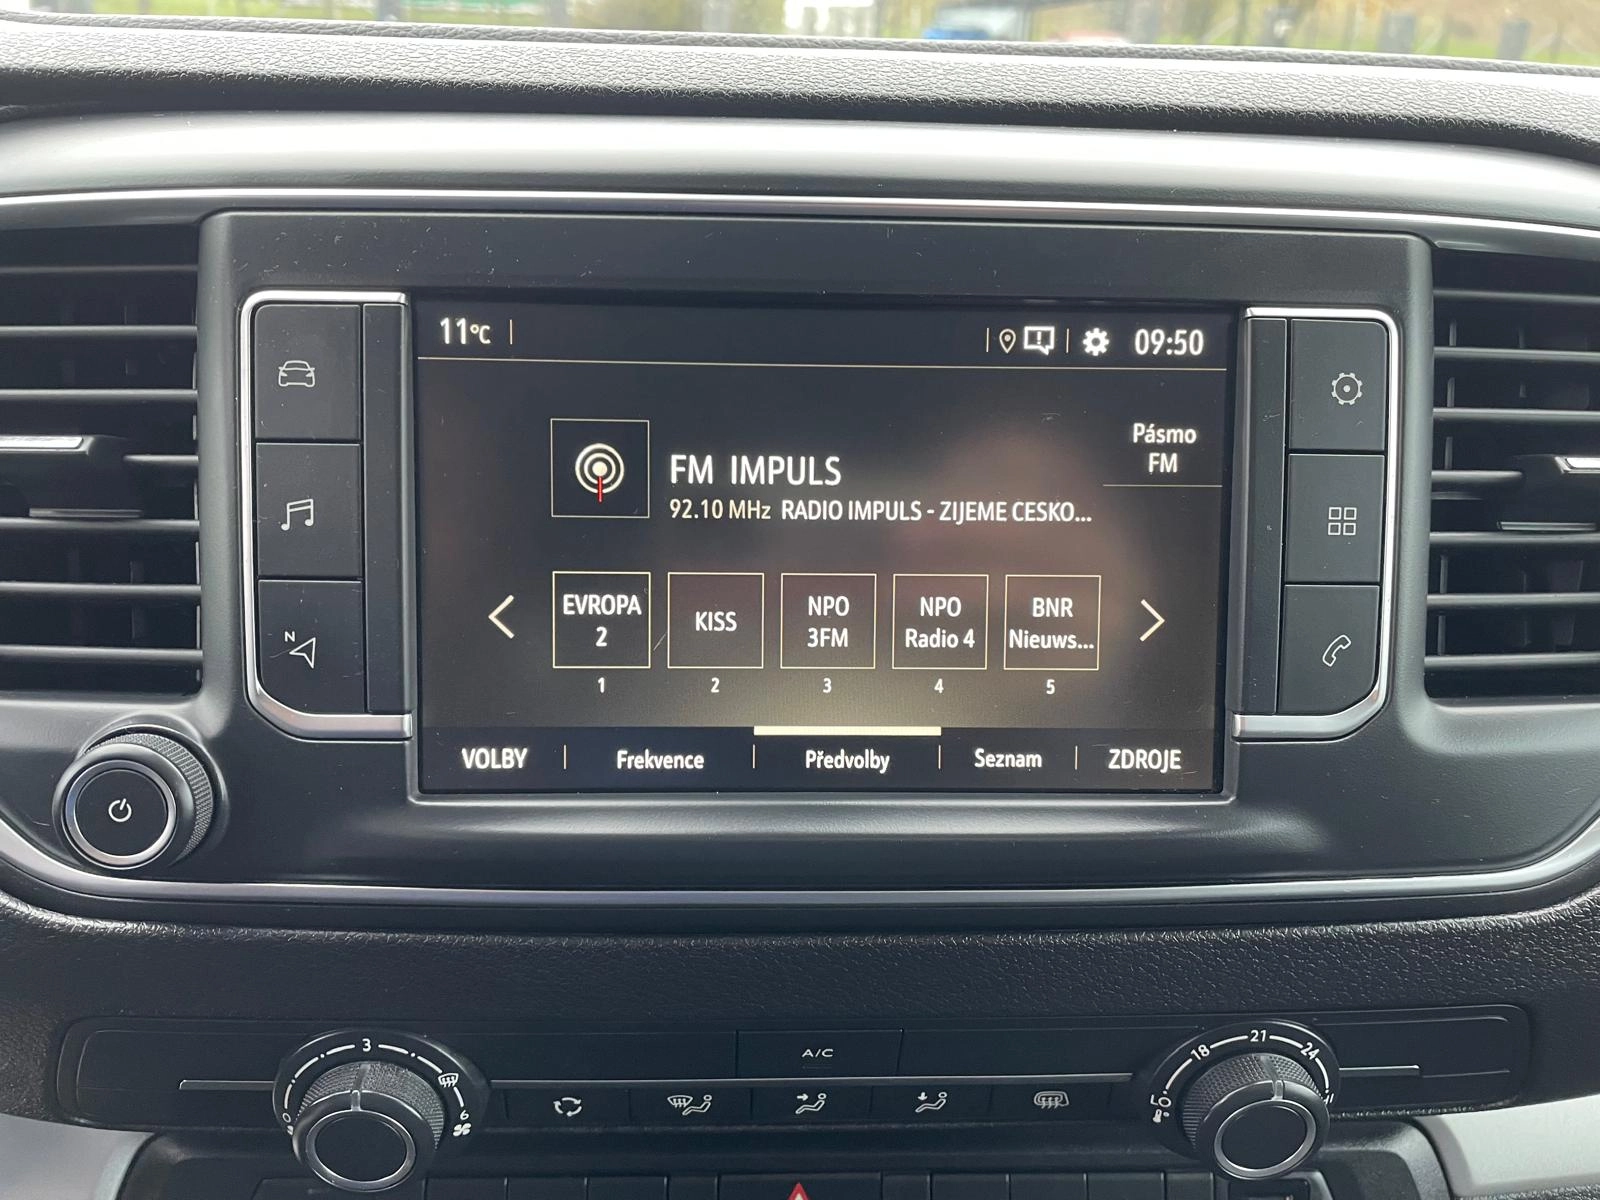 11°C
09:50
Pásmo
FM
FM IMPULS
92.10 MHz RADIO IMPULS - ZIJEME CESKO...
EVROPA
2
KISS
NPO
3FM
NPO
Radio 4
BNR
Nieuws...
1 2 3 4 5
VOLBY Frekvence Předvolby Seznam ZDROJE
N
A/C
0 3 6
18 21 24